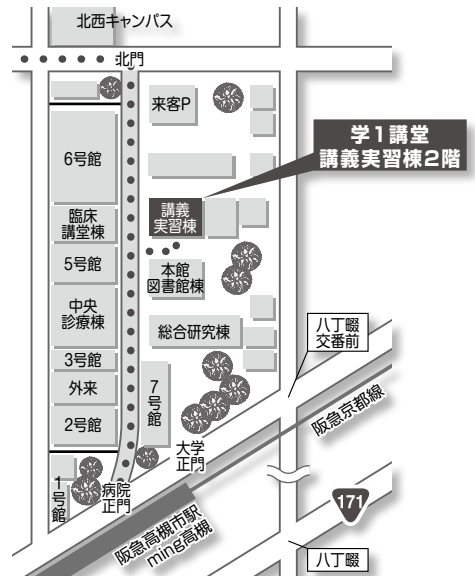 北西キャンパス
北門
来客P
学1講堂
講義実習棟2階
6号館
講義
実習棟
臨床
講堂棟
5号館
本館
図書館棟
中央
診療棟
総合研究棟
八丁畷
交番前
3号館
外来
7号館
2号館
阪急京都線
大学
正門
1号館
病院
正門
171
阪急高槻市駅
ming高槻
八丁畷